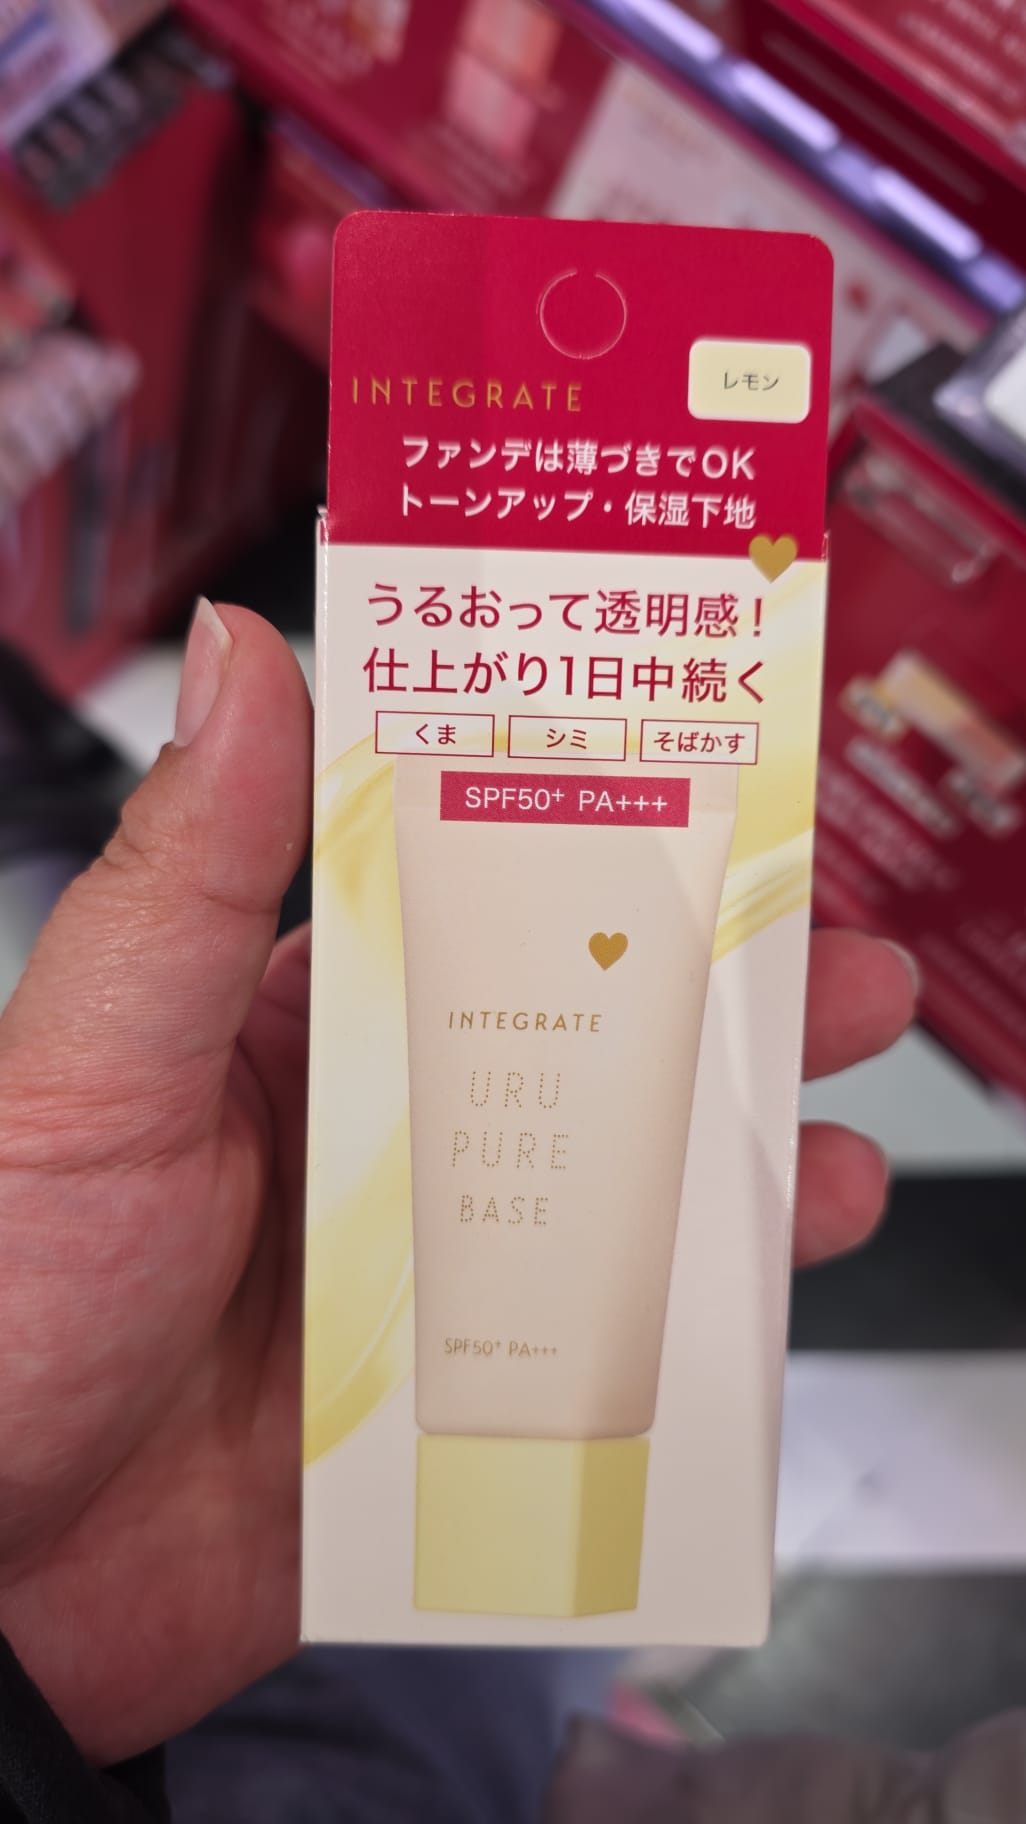 レモン
INTEGRATE
ファンデは薄づきでOK
トーンアップ・保湿下地
うるおって透明感!
仕上がり1日中続く
くま シミ そばかす
SPF50+ PA+++
INTEGRATE
URU
PURE
BASE
SPF50+ PA+++